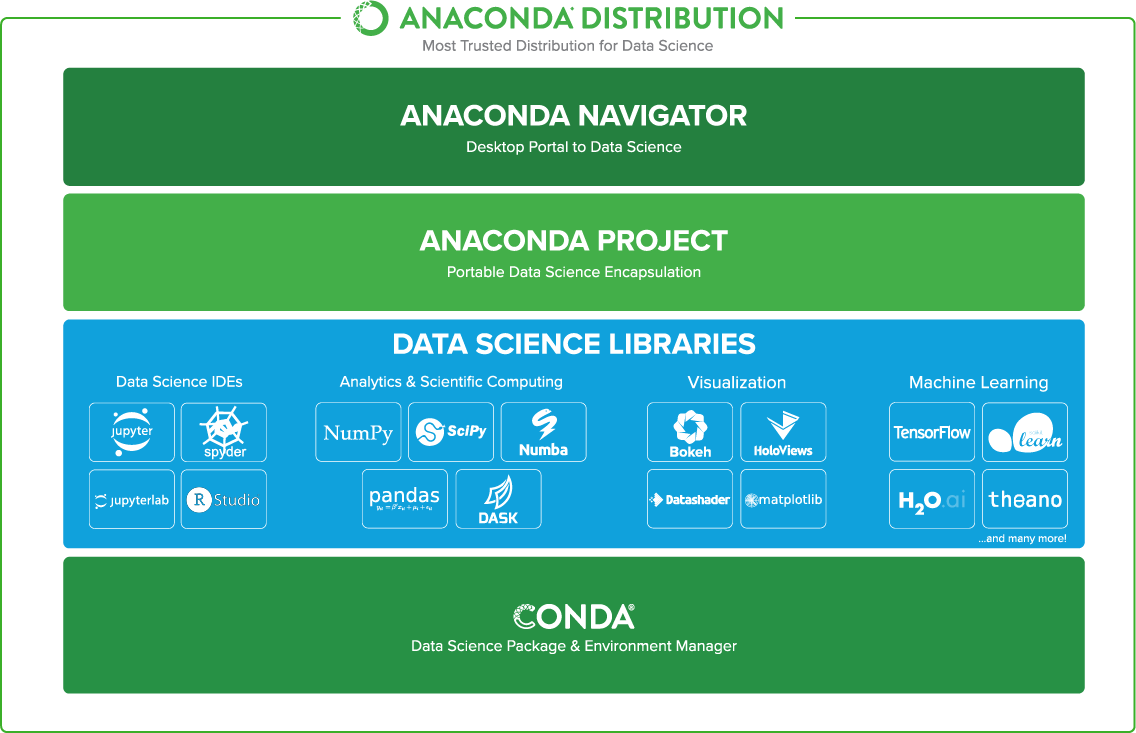 ANACONDA® DISTRIBUTION
Most Trusted Distribution for Data Science
ANACONDA NAVIGATOR
Desktop Portal to Data Science
ANACONDA PROJECT
Portable Data Science Encapsulation
DATA SCIENCE LIBRARIES
Data Science IDEs
jupyter
spyder
jupyterlab
R Studio
Analytics & Scientific Computing
NumPy
SciPy
Numba
pandas
DASK
Visualization
Bokeh
HoloViews
Datashader
matplotlib
Machine Learning
TensorFlow
learn
H2O.ai
theano
...and many more!
CONDA®
Data Science Package & Environment Manager